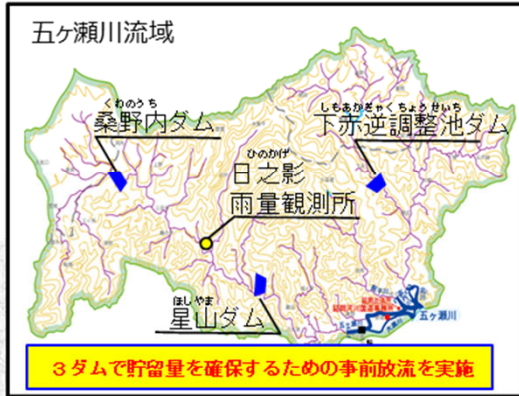 五ヶ瀬川流域
くわのうち
桑野内ダム
しもあかぎゃくちょうせいち
下赤逆調整池ダム
ひのかげ
日之影
雨量観測所
ほしやま
星山ダム
五ヶ瀬川
3ダムで貯留量を確保するための事前放流を実施